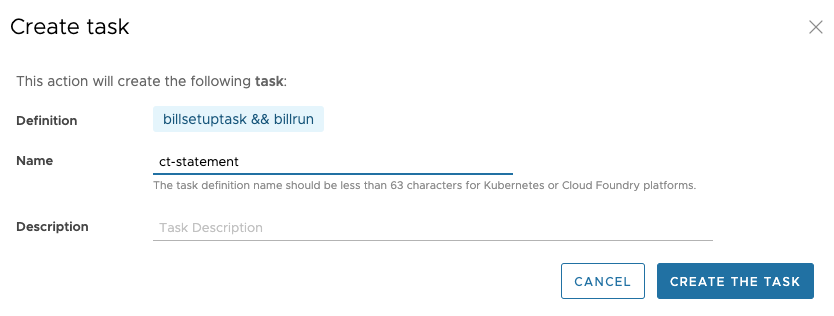 Create task
This action will create the following task:
Definition
billsetuptask && billrun
Name
ct-statement
The task definition name should be less than 63 characters for Kubernetes or Cloud Foundry platforms.
Description
Task Description
CANCEL
CREATE THE TASK